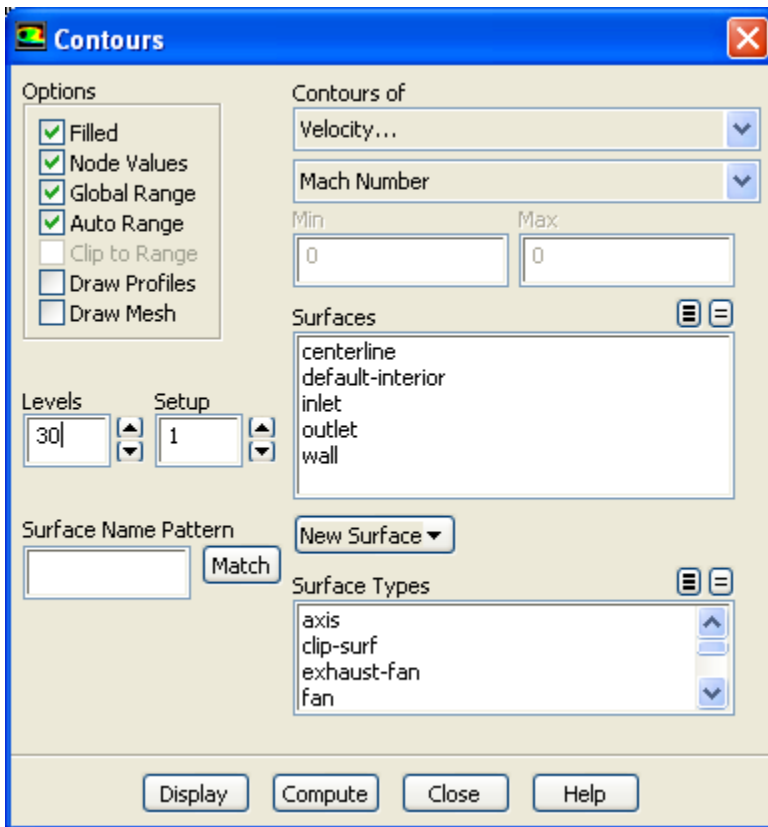 Contours
Options
Filled
Node Values
Global Range
Auto Range
Clip to Range
Draw Profiles
Draw Mesh
Levels
Setup
30
1
Surface Name Pattern
Match
Contours of
Velocity...
Mach Number
Min
Max
0
0
Surfaces
centerline
default-interior
inlet
outlet
wall
New Surface
Surface Types
axis
clip-surf
exhaust-fan
fan
Display
Compute
Close
Help